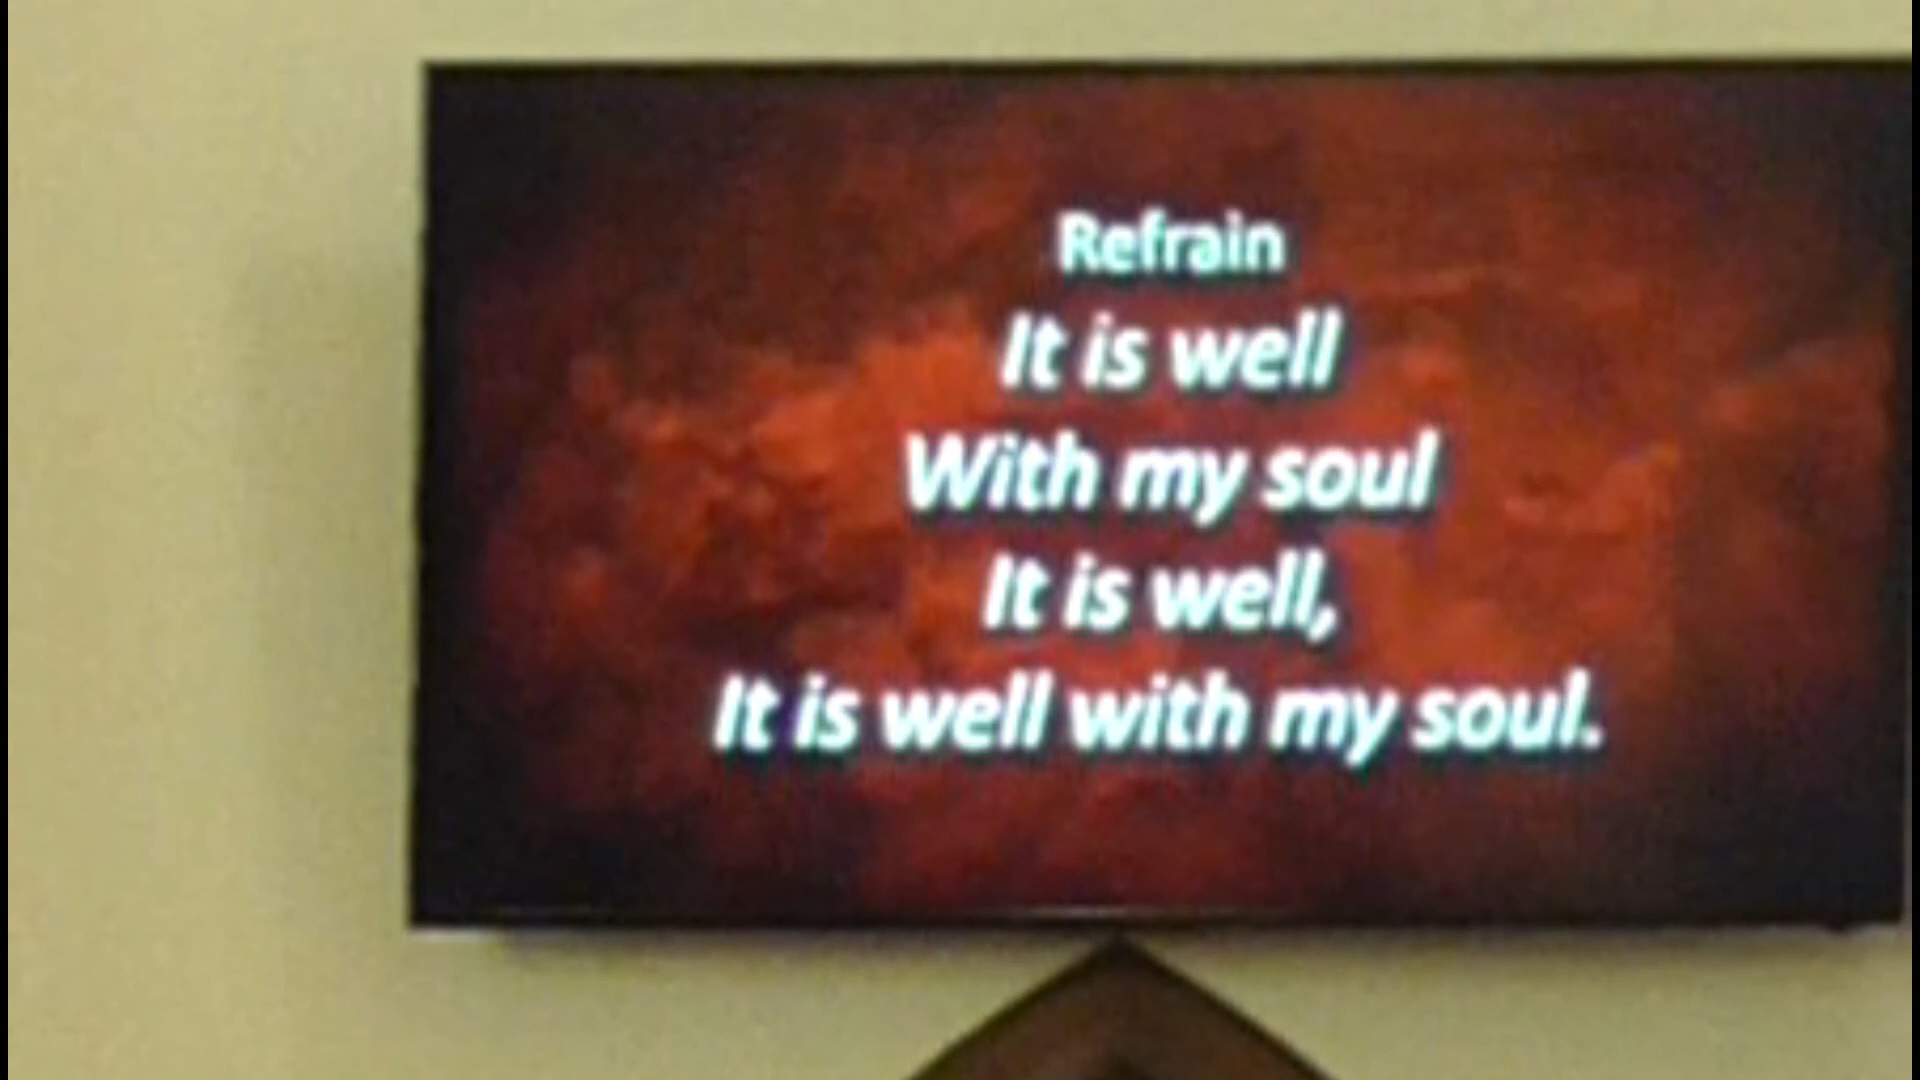 Refrain
It is well
With my soul
It is well,
It is well with my soul.